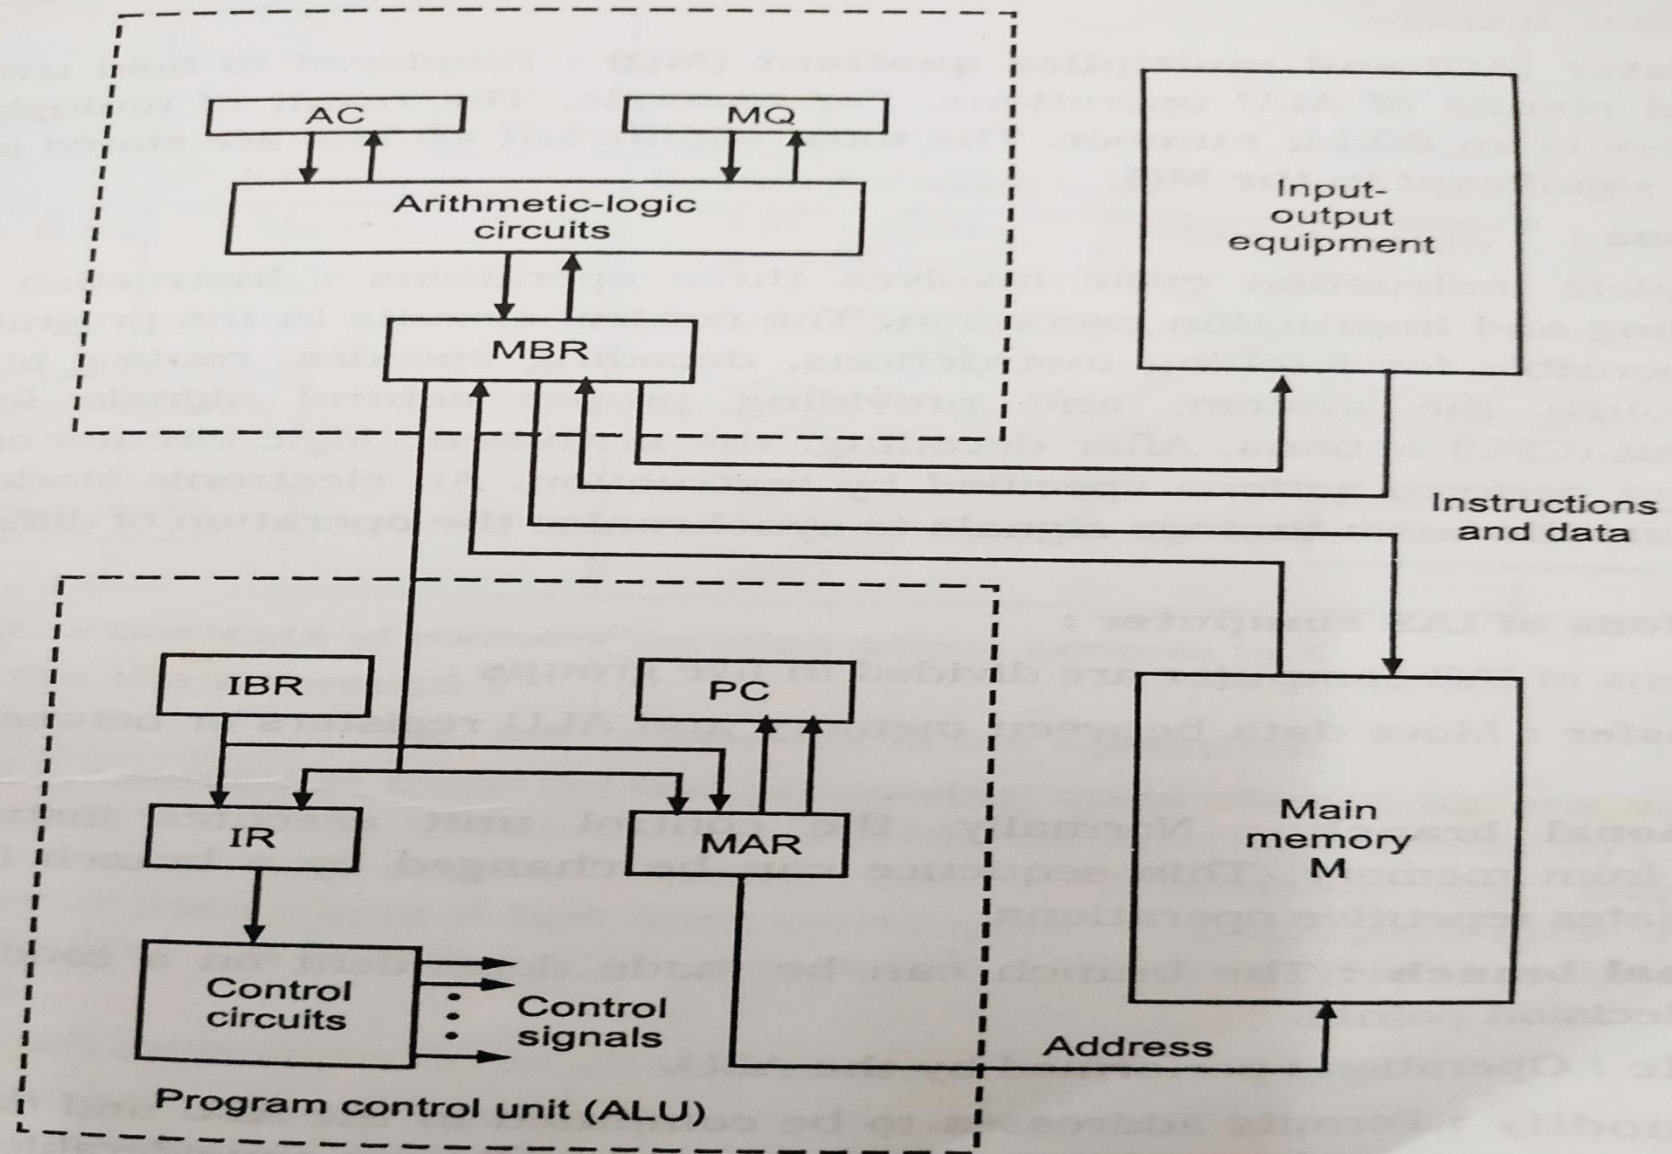 AC
MQ
Arithmetic-logic
circuits
MBR
Input-
output
equipment
Instructions
and data
IBR
PC
IR
MAR
Main
memory
M
Control
circuits
Control
signals
Address
Program control unit (ALU)